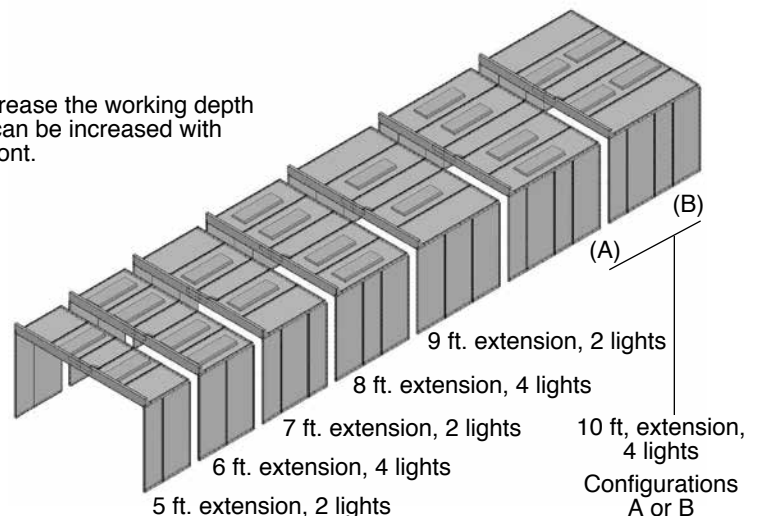 rease the working depth
can be increased with
ont.
(B)
(A)
9 ft. extension, 2 lights
8 ft. extension, 4 lights
7 ft. extension, 2 lights
6 ft. extension, 4 lights
5 ft. extension, 2 lights
10 ft, extension,
4 lights
Configurations
A or B